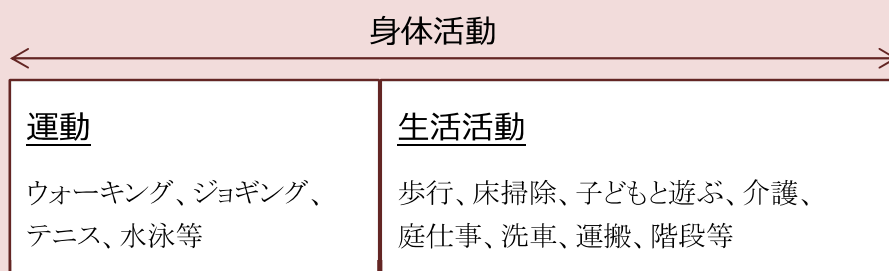 身体活動
運動
ウォーキング、ジョギング、
テニス、水泳等
生活活動
歩行、床掃除、子どもと遊ぶ、介護、
庭仕事、洗車、運搬、階段等